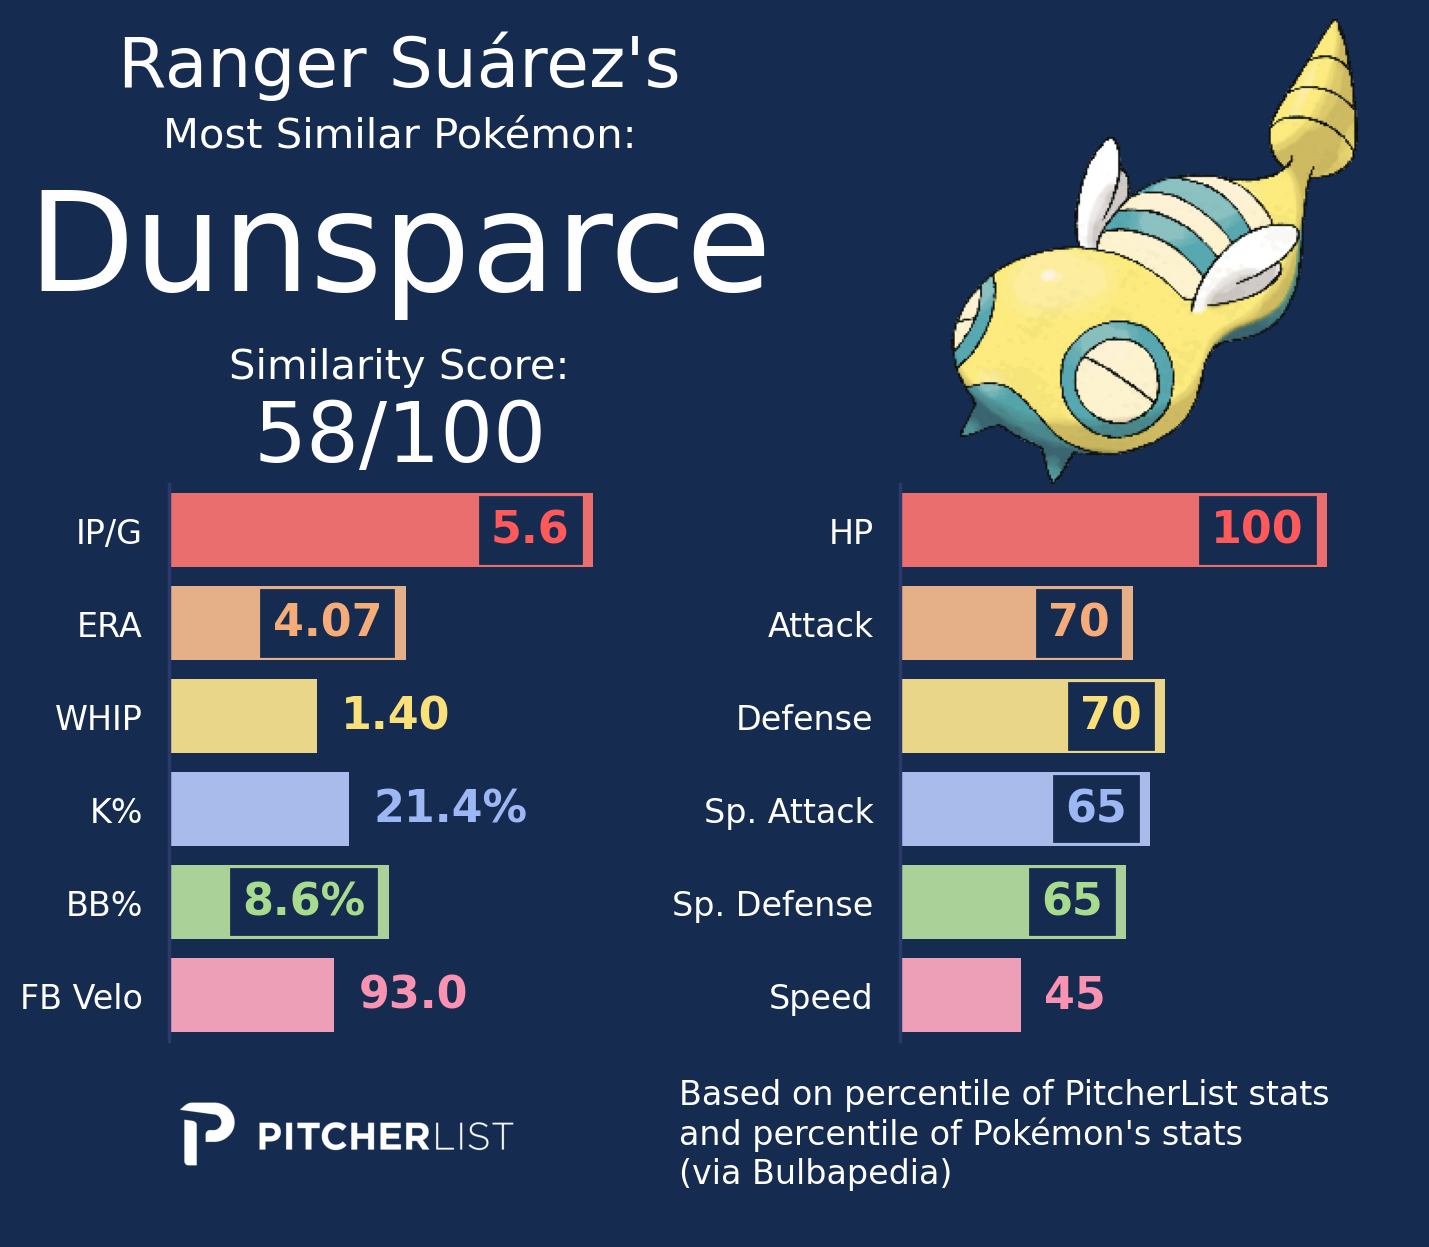 Ranger Suárez's
Most Similar Pokémon:
Dunsparce
Similarity Score:
58/100
IP/G 5.6
ERA 4.07
WHIP 1.40
K% 21.4%
BB% 8.6%
FB Velo 93.0
HP 100
Attack 70
Defense 70
Sp. Attack 65
Sp. Defense 65
Speed 45
PITCHERLIST
Based on percentile of PitcherList stats
and percentile of Pokémon's stats
(via Bulbapedia)